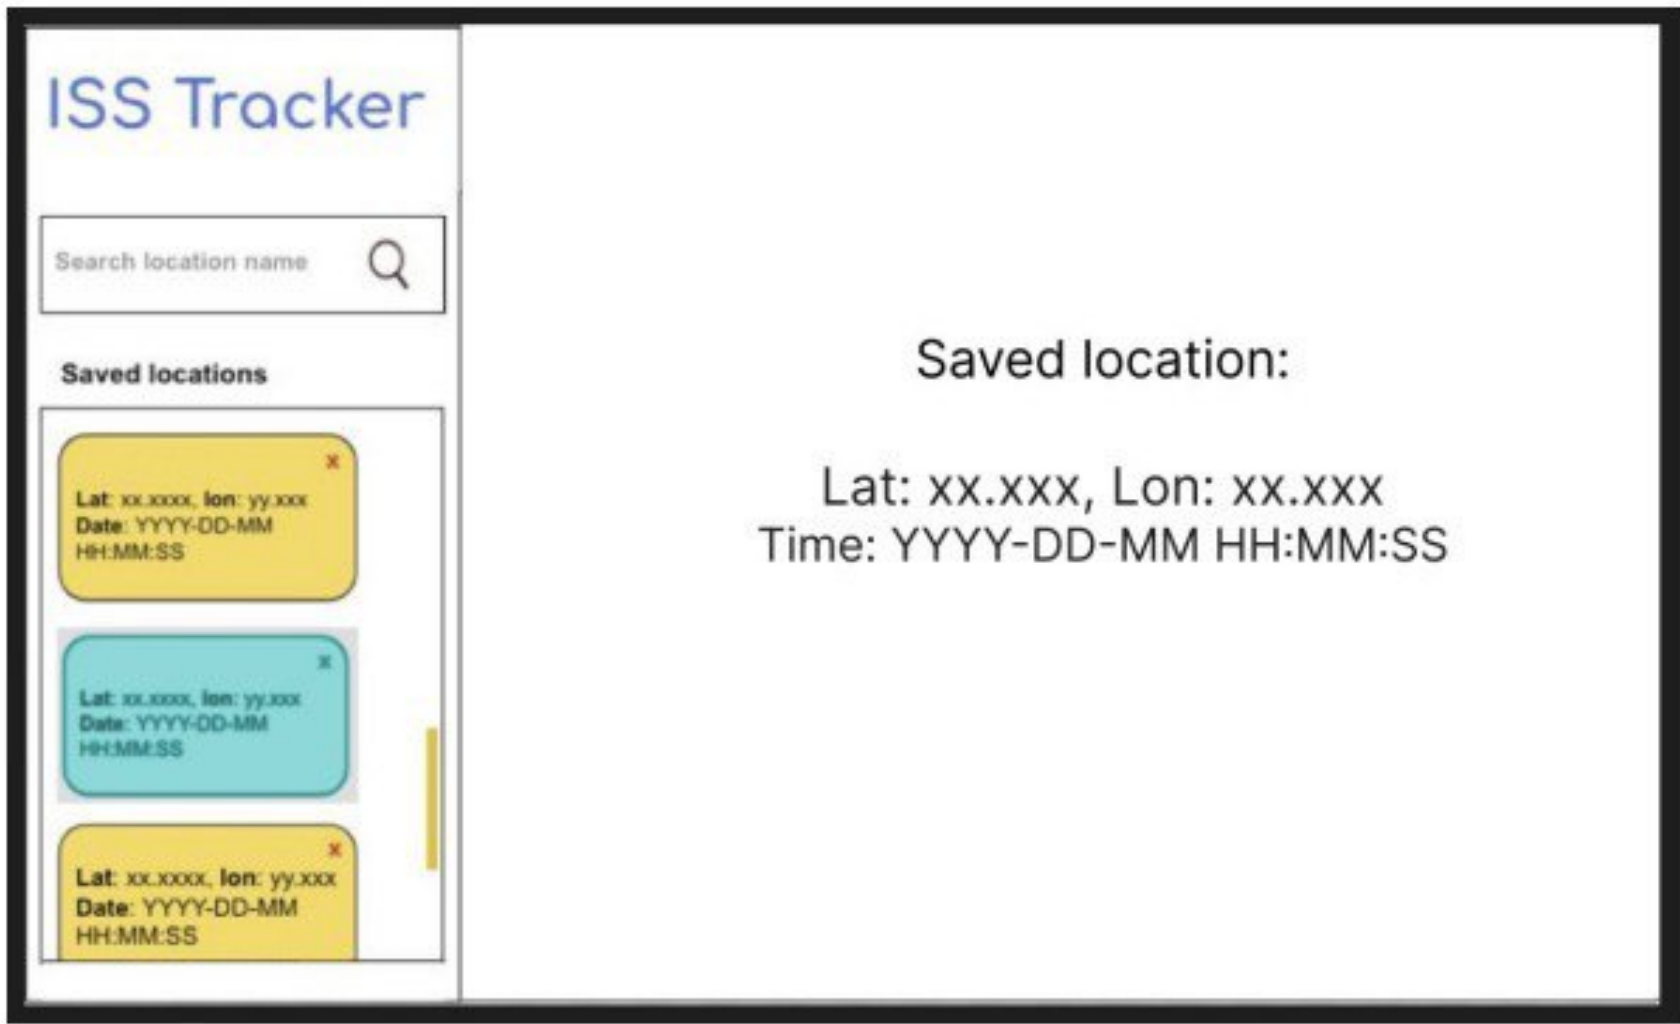 ISS Tracker
Search location name
Saved locations
x
Lat: xx.xxxx, lon: yy.xxx
Date: YYYY-DD-MM
HH:MM:SS
x
Lat: xx.xxxx, lon: yy.xxx
Date: YYYY-DD-MM
HH:MM:SS
x
Lat: xx.xxxx, lon: yy.xxx
Date: YYYY-DD-MM
HH:MM:SS
Saved location:
Lat: xx.xxx, Lon: xx.xxx
Time: YYYY-DD-MM HH:MM:SS